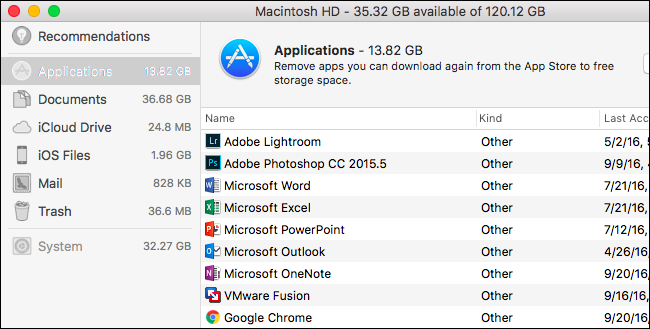 Macintosh HD - 35.32 GB available of 120.12 GB
Recommendations
Applications 13.82 GB
Documents 36.68 GB
iCloud Drive 24.8 MB
iOS Files 1.96 GB
Mail 828 KB
Trash 36.6 MB
System 32.27 GB
Applications - 13.82 GB
Remove apps you can download again from the App Store to free
storage space.
Name Kind Last Acc
Lr Adobe Lightroom Other 5/2/16, 5
Ps Adobe Photoshop CC 2015.5 Other 9/9/16, 4
Microsoft Word Other 7/21/16,
Microsoft Excel Other 7/21/16,
Microsoft PowerPoint Other 7/12/16,
Microsoft Outlook Other 4/26/16,
Microsoft OneNote Other 9/20/16
VMware Fusion Other 9/16/16,
Google Chrome Other 9/20/16